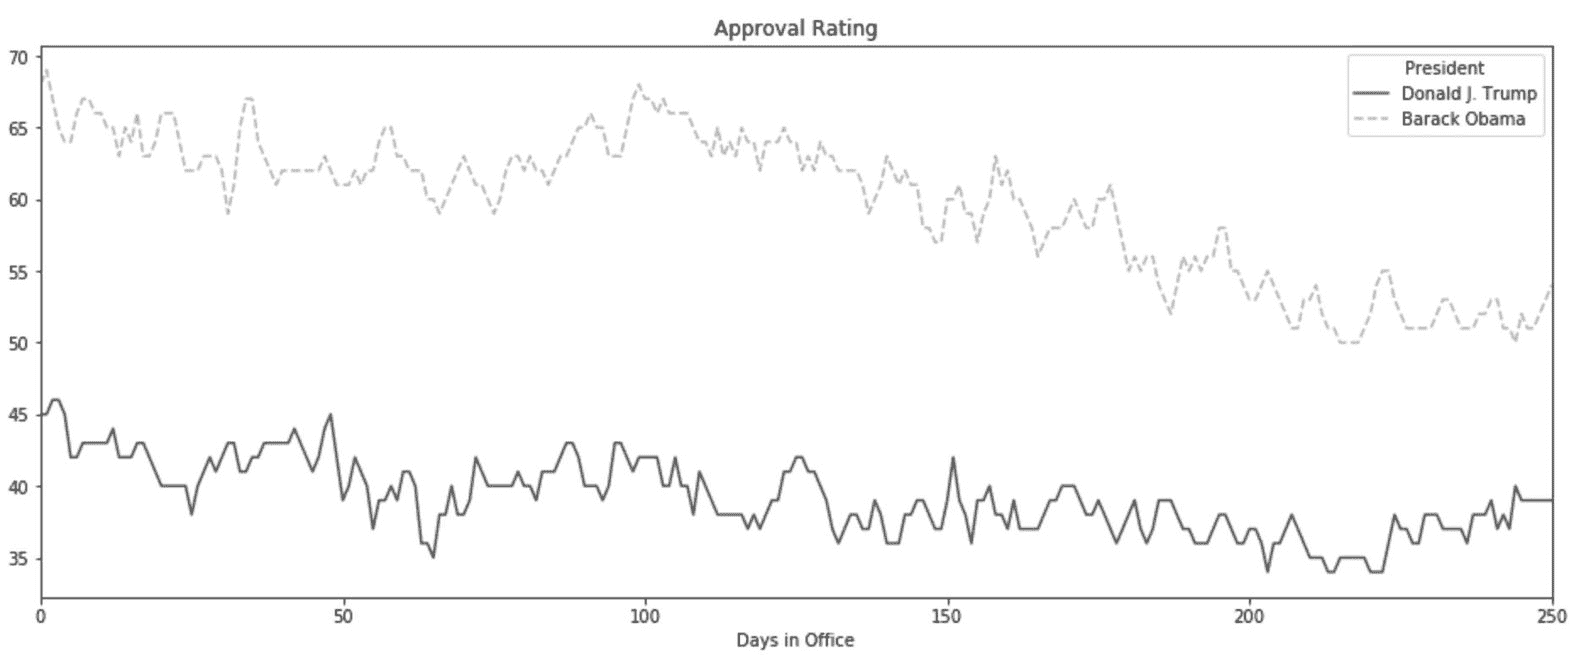 Approval Rating
70
65
60
55
50
45
40
35
President
Donald J. Trump
Barack Obama
0 50 100 150 200 250
Days in Office